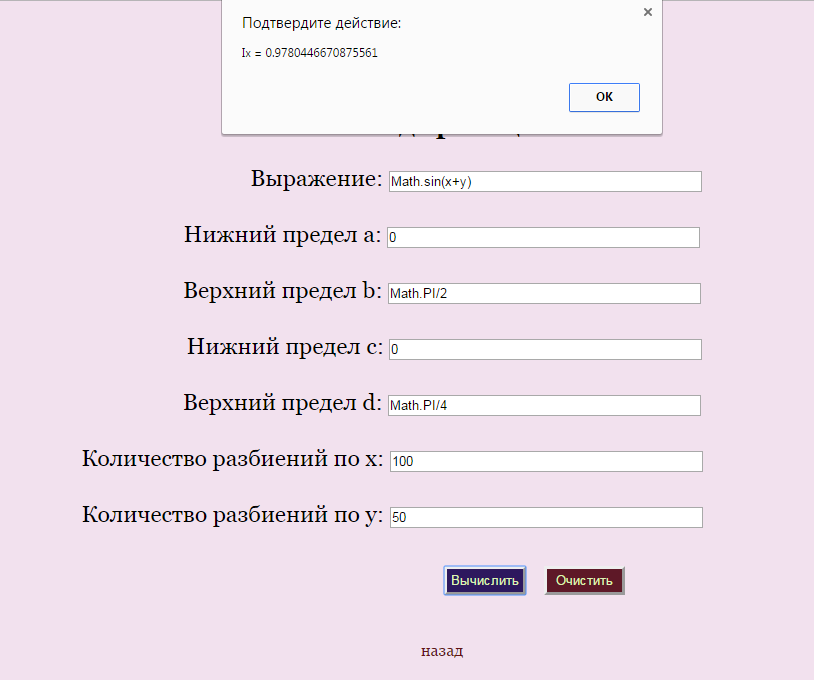 Подтвердите действие:
Ix = 0.9780446670875561
OK
Выражение: Math.sin(x+y)
Нижний предел a: 0
Верхний предел b: Math.PI/2
Нижний предел c: 0
Верхний предел d: Math.PI/4
Количество разбиений по x: 100
Количество разбиений по y: 50
Вычислить Очистить
назад